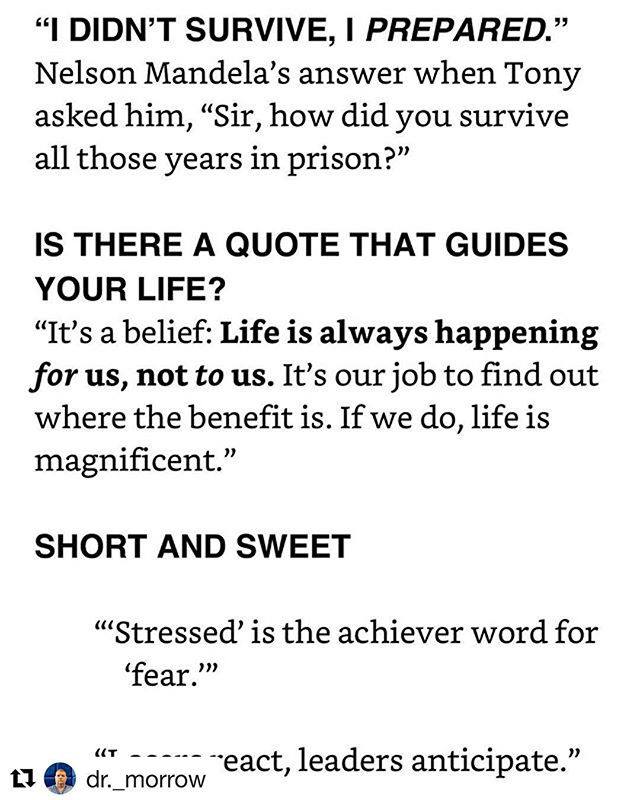 “I DIDN’T SURVIVE, I PREPARED.”
Nelson Mandela’s answer when Tony
asked him, “Sir, how did you survive
all those years in prison?”
IS THERE A QUOTE THAT GUIDES
YOUR LIFE?
“It’s a belief: Life is always happening
for us, not to us. It’s our job to find out
where the benefit is. If we do, life is
magnificent.”
SHORT AND SWEET
“‘Stressed’ is the achiever word for
‘fear.’”
react, leaders anticipate.”
dr._morrow